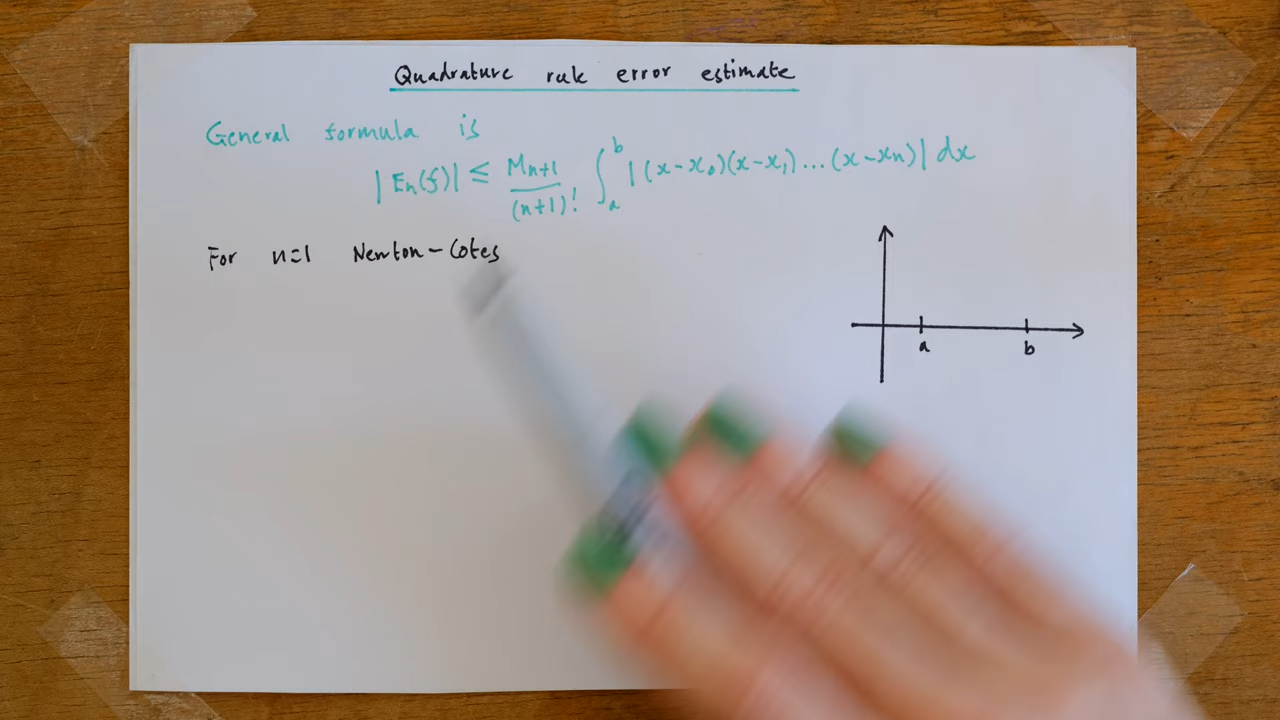 Quadrature rule error estimate
General formula is
|En(f)| ≤ Mn+1/(n+1)! ∫_a^b |(x-x₀)(x-x₁)...(x-xn)| dx
For n=1 Newton-Cotes
a b